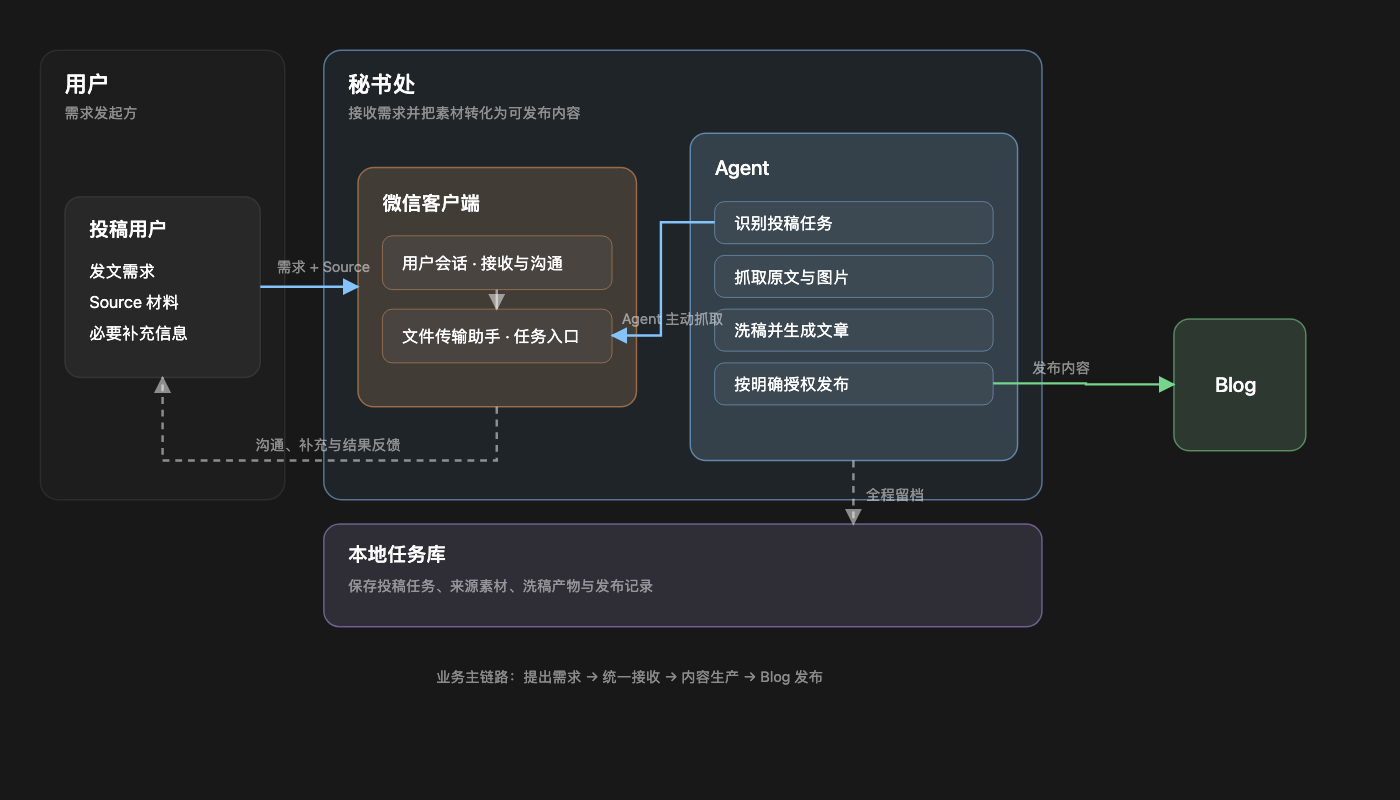 用户
需求发起方
投稿用户
发文需求
Source 材料
必要补充信息
需求 + Source
秘书处
接收需求并把素材转化为可发布内容
微信客户端
用户会话 · 接收与沟通
文件传输助手 · 任务入口
Agent 主动抓取
Agent
识别投稿任务
抓取原文与图片
洗稿并生成文章
按明确授权发布
发布内容
Blog
沟通、补充与结果反馈
全程留档
本地任务库
保存投稿任务、来源素材、洗稿产物与发布记录
业务主链路：提出需求 → 统一接收 → 内容生产 → Blog 发布